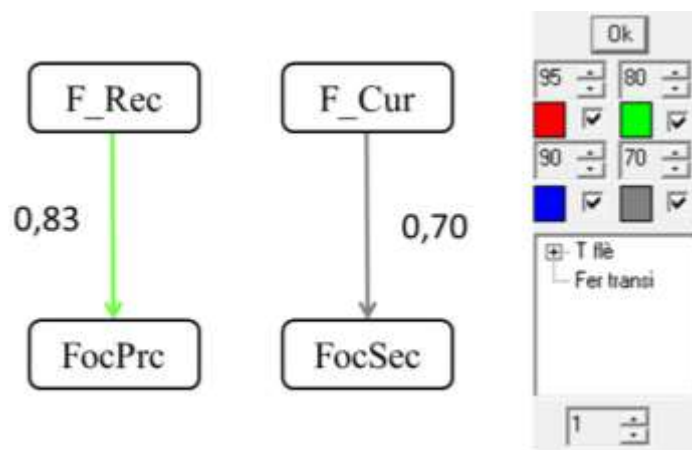 F_Rec
F_Cur
0,83
0,70
FocPrc
FocSec
Ok
95
80
90
70
T flè
Fer transi
1